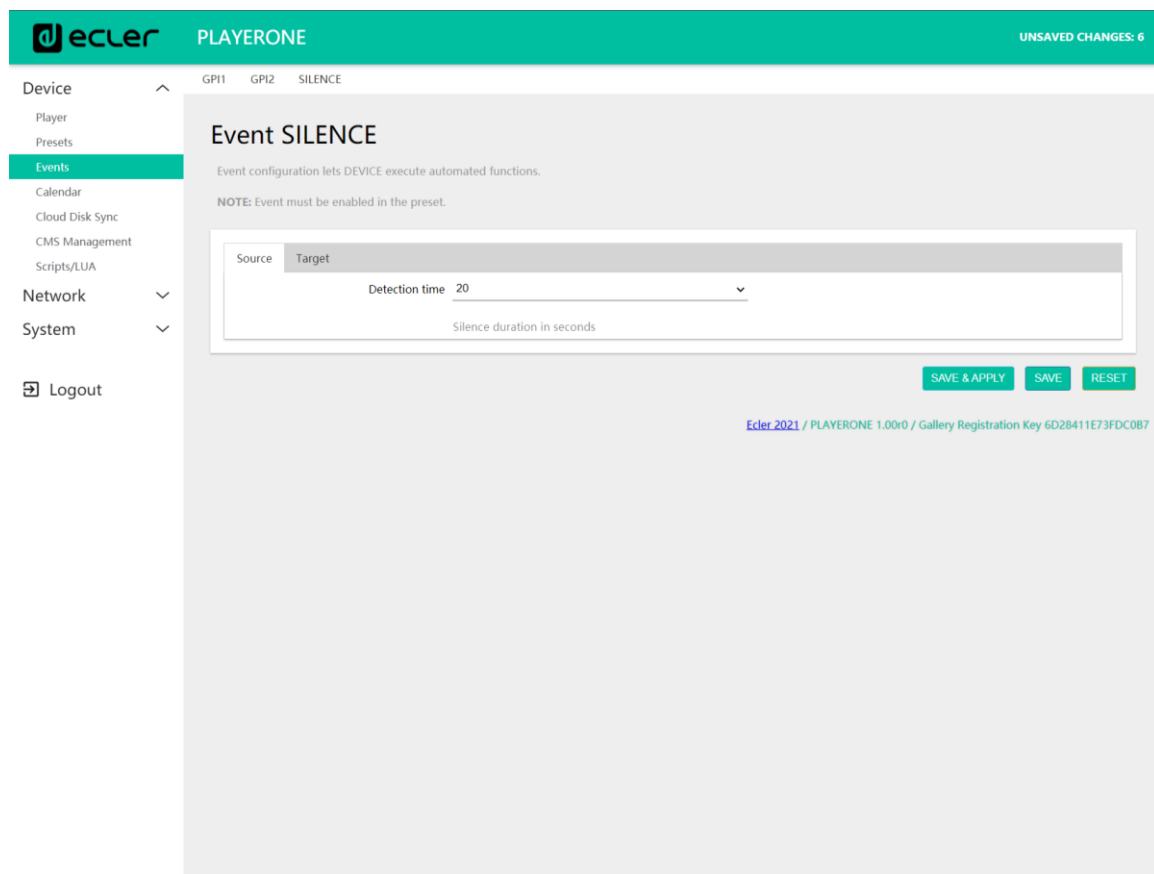 ecler
PLAYERONE
UNSAVED CHANGES: 6
Device
Player
Presets
Events
Calendar
Cloud Disk Sync
CMS Management
Scripts/LUA
Network
System
Logout
GPI1 GPI2 SILENCE
Event SILENCE
Event configuration lets DEVICE execute automated functions.
NOTE: Event must be enabled in the preset.
Source Target
Detection time 20
Silence duration in seconds
SAVE & APPLY SAVE RESET
Ecler 2021 / PLAYERONE 1.00r0 / Gallery Registration Key 6D28411E73FDC0B7